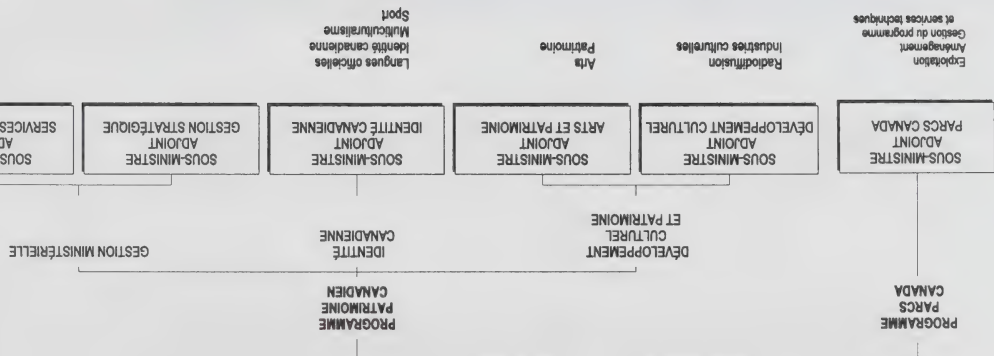 PROGRAMME
PARCS
CANADA
PROGRAMME
PATRIMOINE
CANADIEN
DÉVELOPPEMENT
CULTUREL
ET PATRIMOINE
IDENTITÉ
CANADIENNE
GESTION MINISTÉRIELLE
SOUS-MINISTRE
ADJOINT
PARCS CANADA
SOUS-MINISTRE
ADJOINT
DÉVELOPPEMENT CULTUREL
SOUS-MINISTRE
ADJOINT
ARTS ET PATRIMOINE
SOUS-MINISTRE
ADJOINT
IDENTITÉ CANADIENNE
SOUS-MINISTRE
ADJOINT
GESTION STRATÉGIQUE
SERVICES
Exploitation
Aménagement
Gestion du programme
et services techniques
Radiodiffusion
Industries culturelles
Arts
Patrimoine
Langues officielles
Identité canadienne
Multiculturalisme
Sport